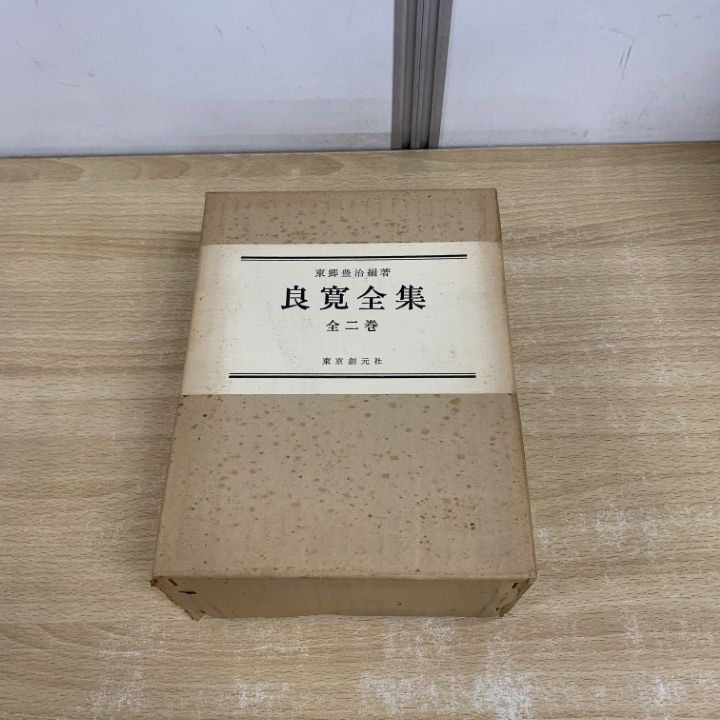 東郷豊治編著
良寛全集
全二巻
東京創元社